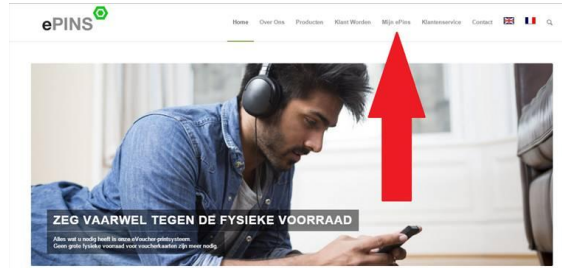 ePINS
Home Over Ons Producten Klant Worden Mijn ePins Klantenservice Contact
ZEG VAARWEL TEGEN DE FYSIEKE VOORRAAD
Alles wat u nodig heeft is onze eVoucher-printsysteem.
Geen grote fysieke voorraad voor voucherkaarten zijn meer nodig.